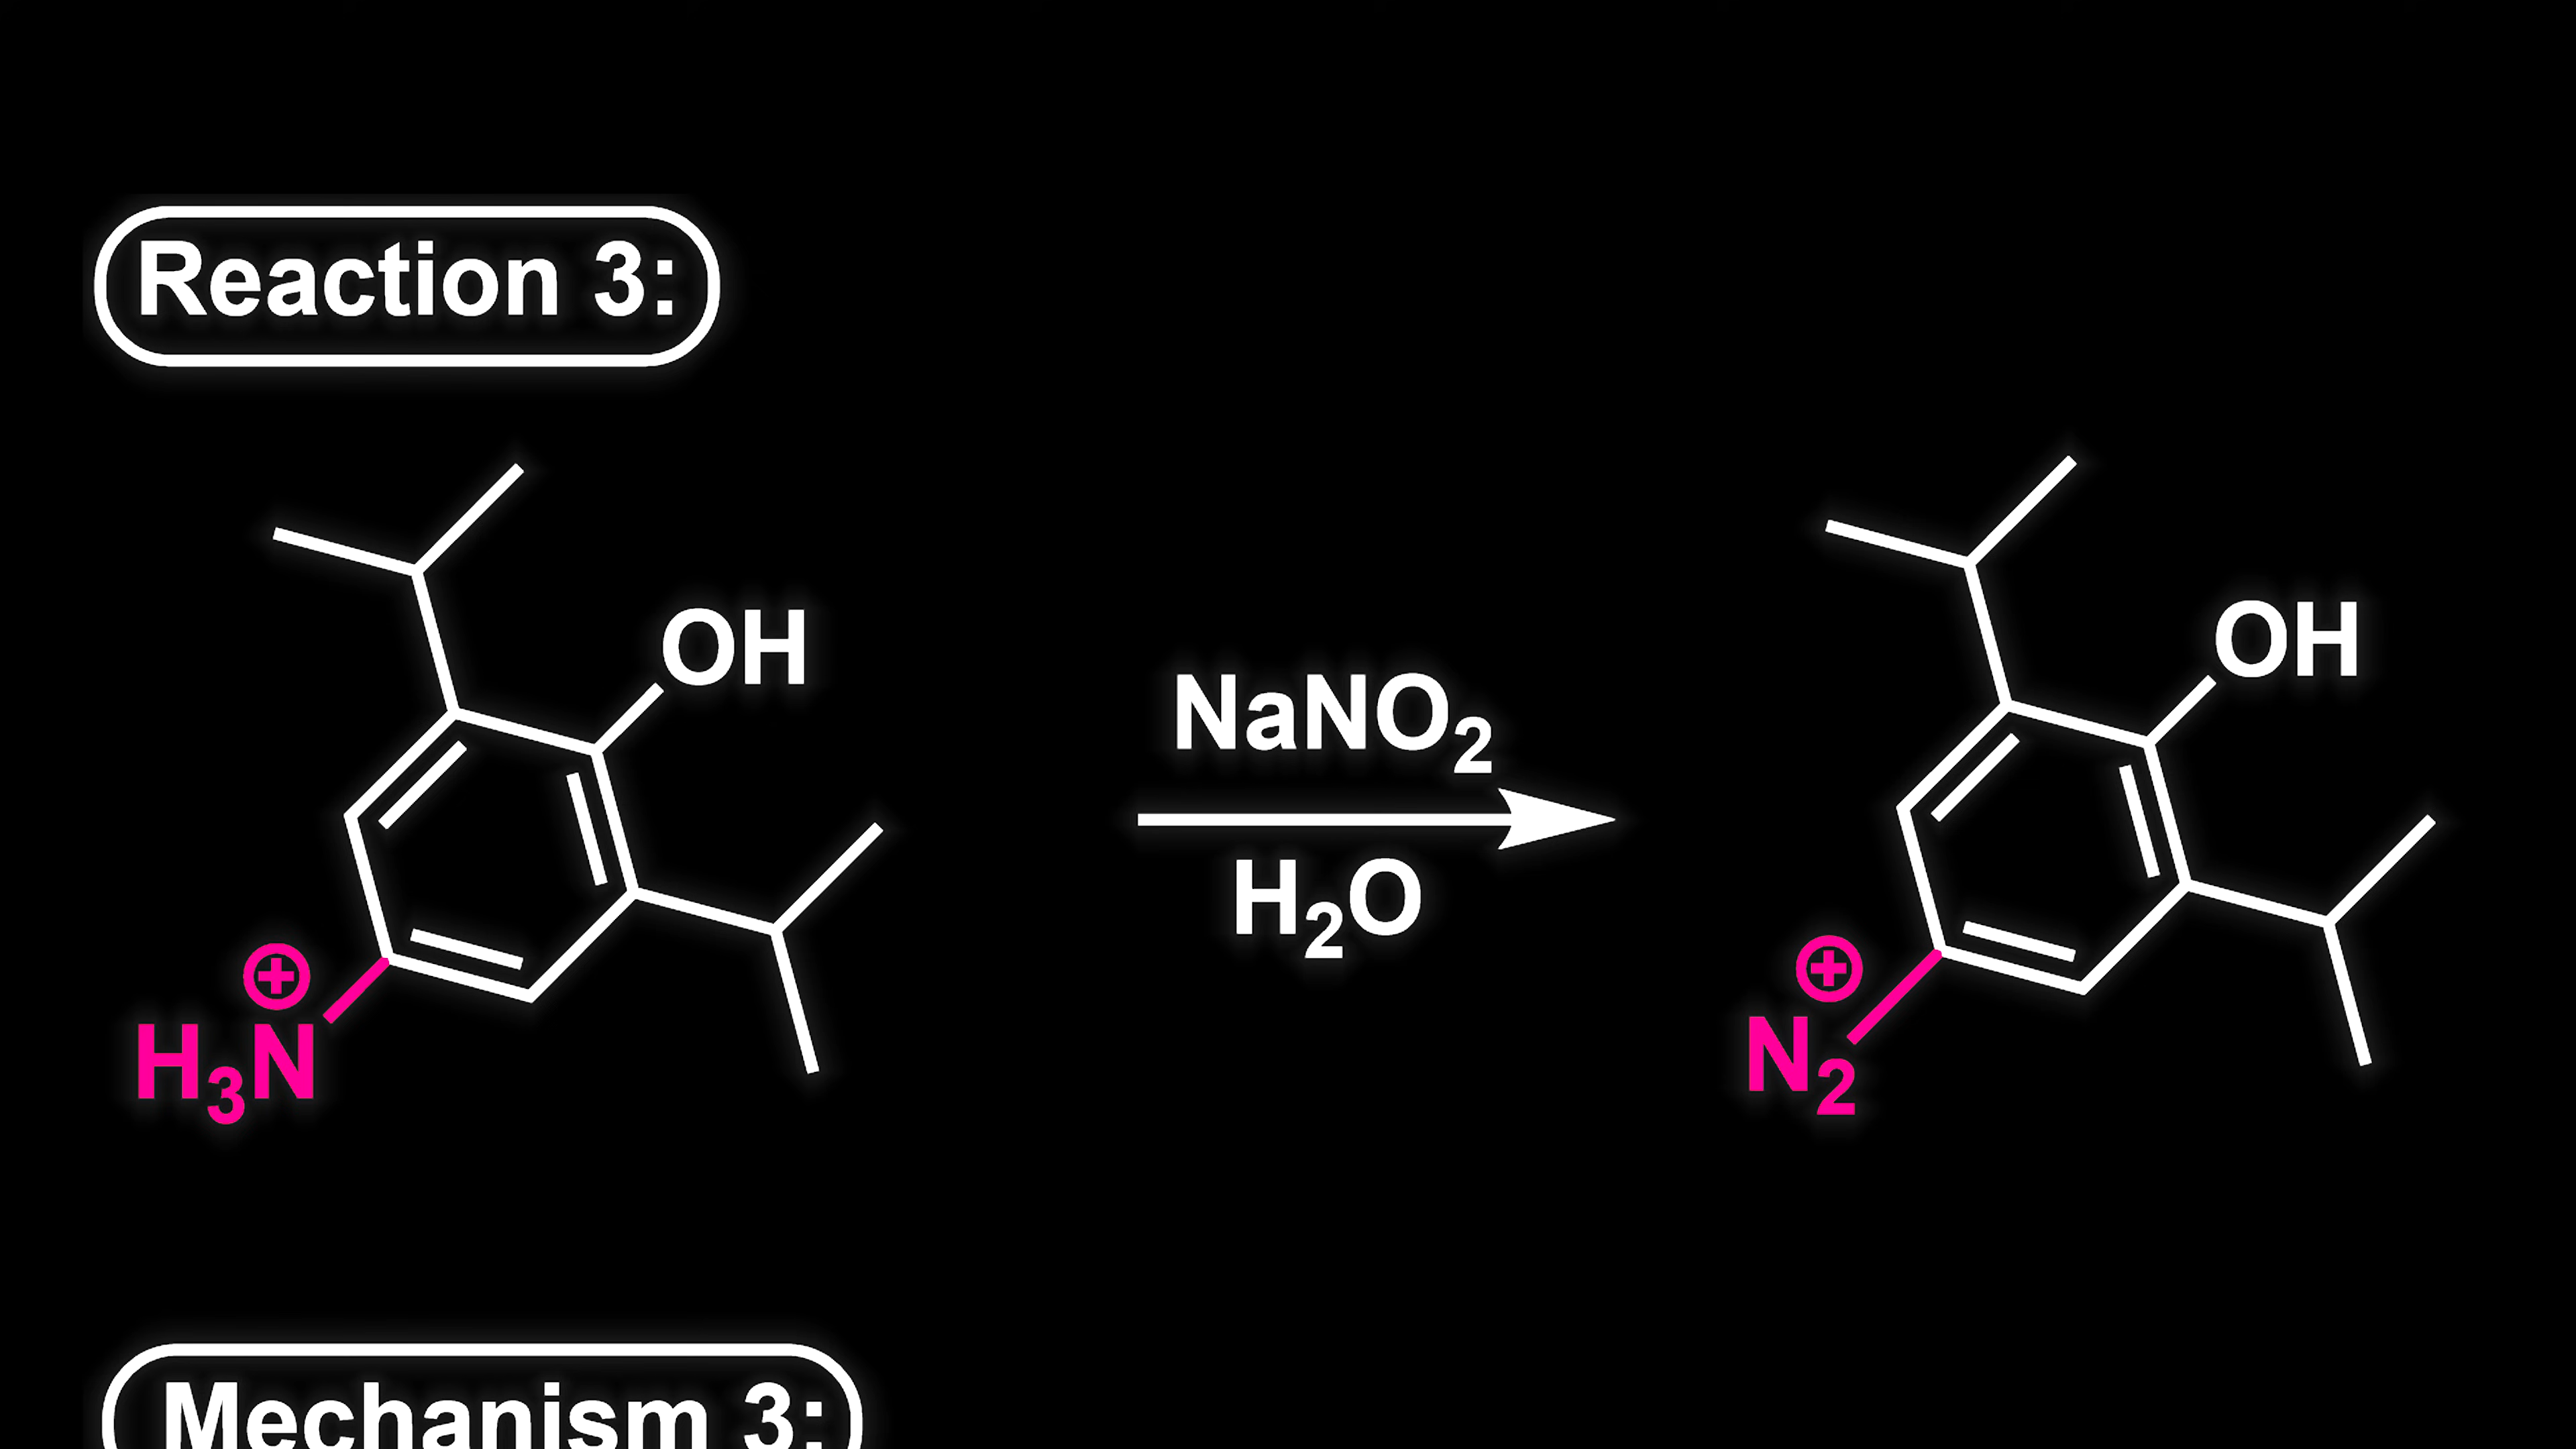 Reaction 3:
OH
H₃N
⊕
NaNO₂
H₂O
OH
N₂
⊕
Mechanism 3: